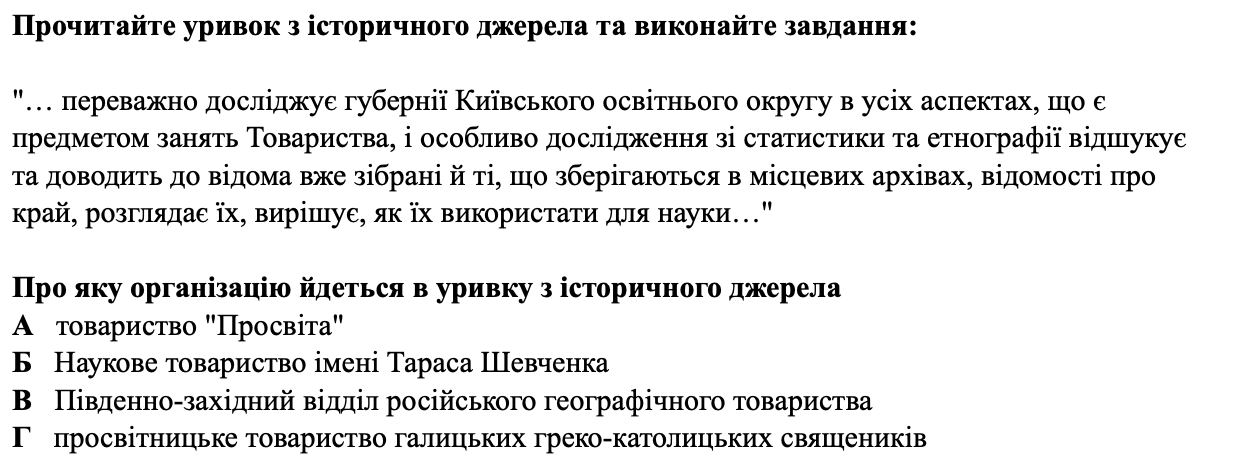 Прочитайте уривок з історичного джерела та виконайте завдання:
"… переважно досліджує губернії Київського освітнього округу в усіх аспектах, що є
предметом занять Товариства, і особливо дослідження зі статистики та етнографії відшукує
та доводить до відома вже зібрані й ті, що зберігаються в місцевих архівах, відомості про
край, розглядає їх, вирішує, як їх використати для науки…"
Про яку організацію йдеться в уривку з історичного джерела
А товариство "Просвіта"
Б Наукове товариство імені Тараса Шевченка
В Південно-західний відділ російського географічного товариства
Г просвітницьке товариство галицьких греко-католицьких священиків